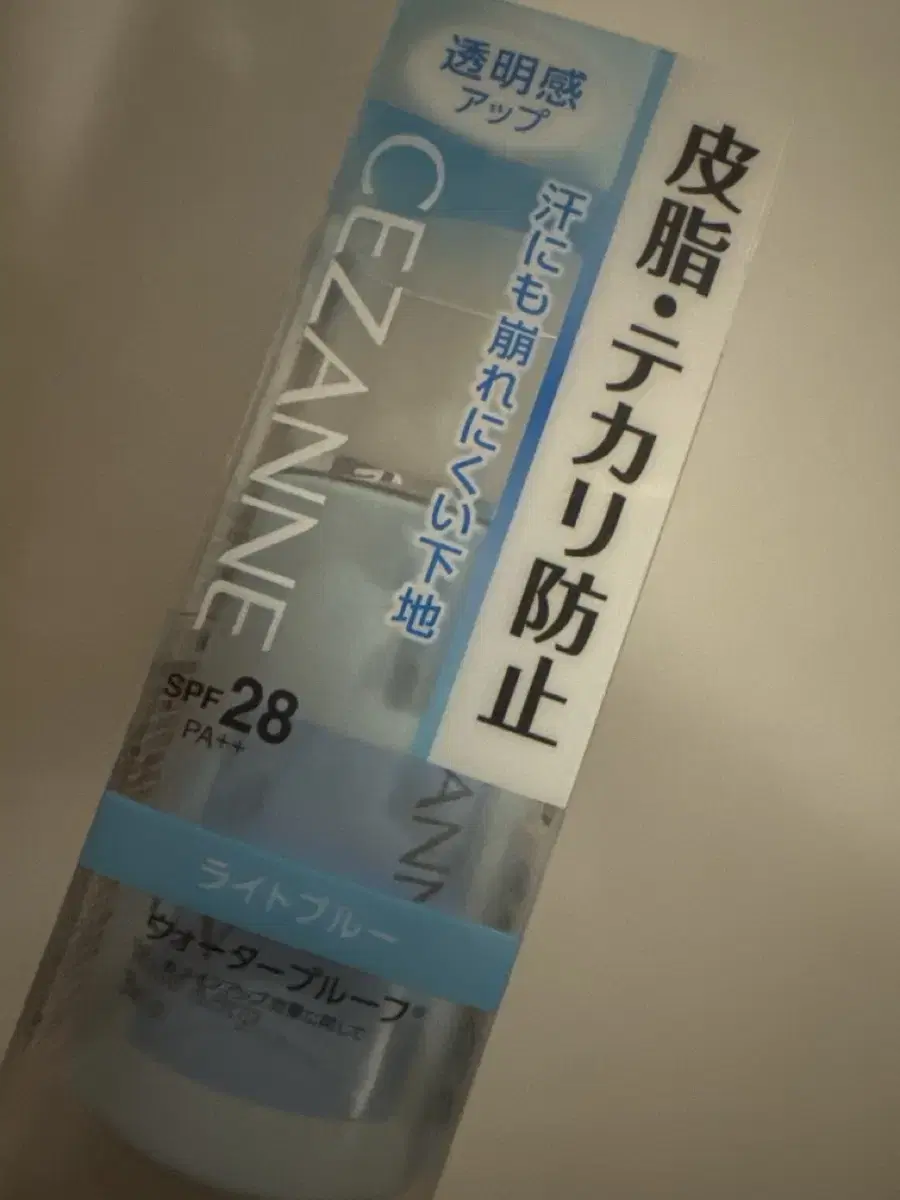 透明感
アップ
CEZANNE
汗にも崩れにくい下地
皮脂・テカリ防止
SPF 28
PA++
ライトブルー
ウォータープルーフ*